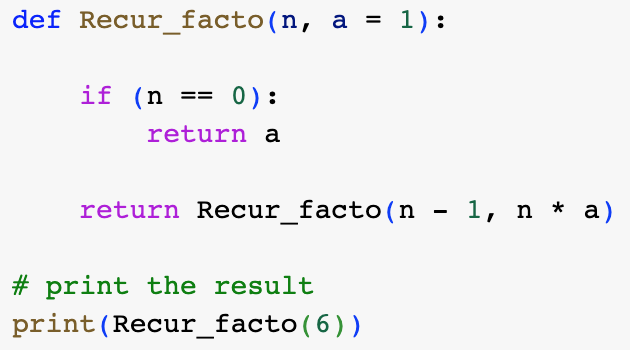 def Recur_facto(n, a = 1):
    if (n == 0):
        return a
    return Recur_facto(n - 1, n * a)
# print the result
print(Recur_facto(6))